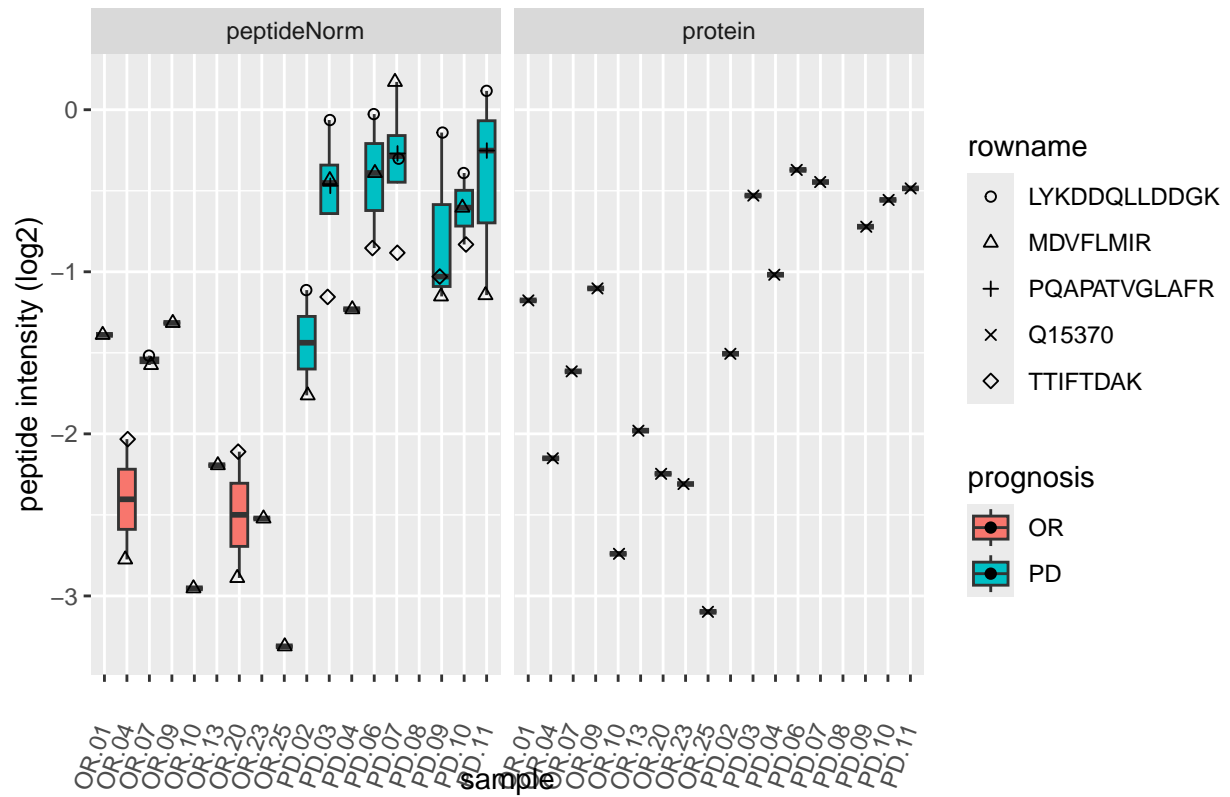 peptideNorm
protein
peptide intensity (log2)
0
−1
−2
−3
OR.01
OR.04
OR.07
OR.09
OR.10
OR.13
OR.20
OR.23
OR.25
PD.02
PD.03
PD.04
PD.06
PD.07
PD.08
PD.09
PD.10
PD.11
OR.01
OR.04
OR.07
OR.09
OR.10
OR.13
OR.20
OR.23
OR.25
PD.02
PD.03
PD.04
PD.06
PD.07
PD.08
PD.09
PD.10
PD.11
sample
rowname
LYKDDQLLDDGK
MDVFLMIR
PQAPATVGLAFR
Q15370
TTIFTDAK
prognosis
OR
PD